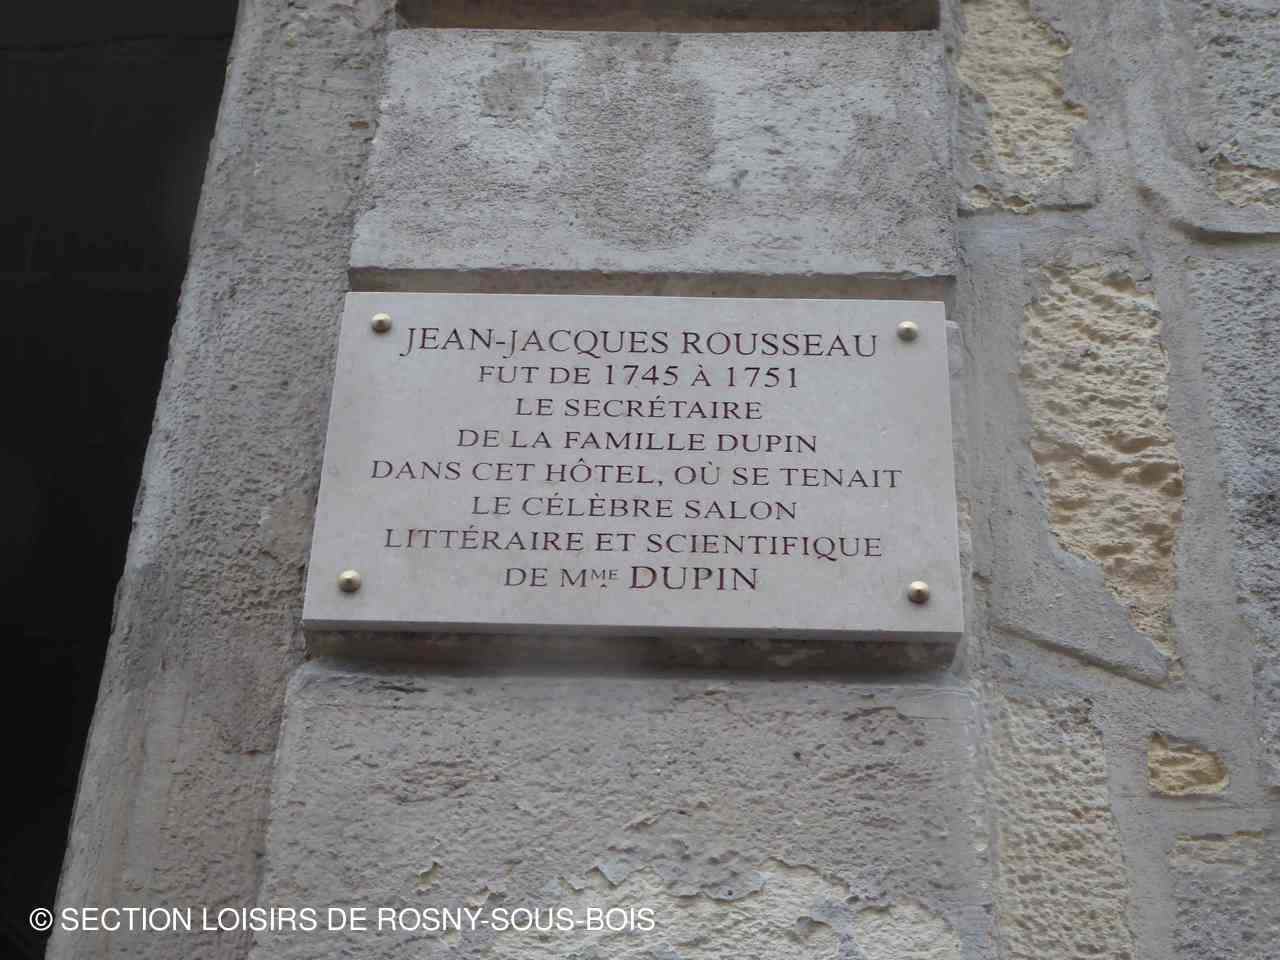 JEAN-JACQUES ROUSSEAU
FUT DE 1745 À 1751
LE SECRÉTAIRE
DE LA FAMILLE DUPIN
DANS CET HÔTEL, OÙ SE TENAIT
LE CÉLÈBRE SALON
LITTÉRAIRE ET SCIENTIFIQUE
DE MME DUPIN
© SECTION LOISIRS DE ROSNY-SOUS-BOIS